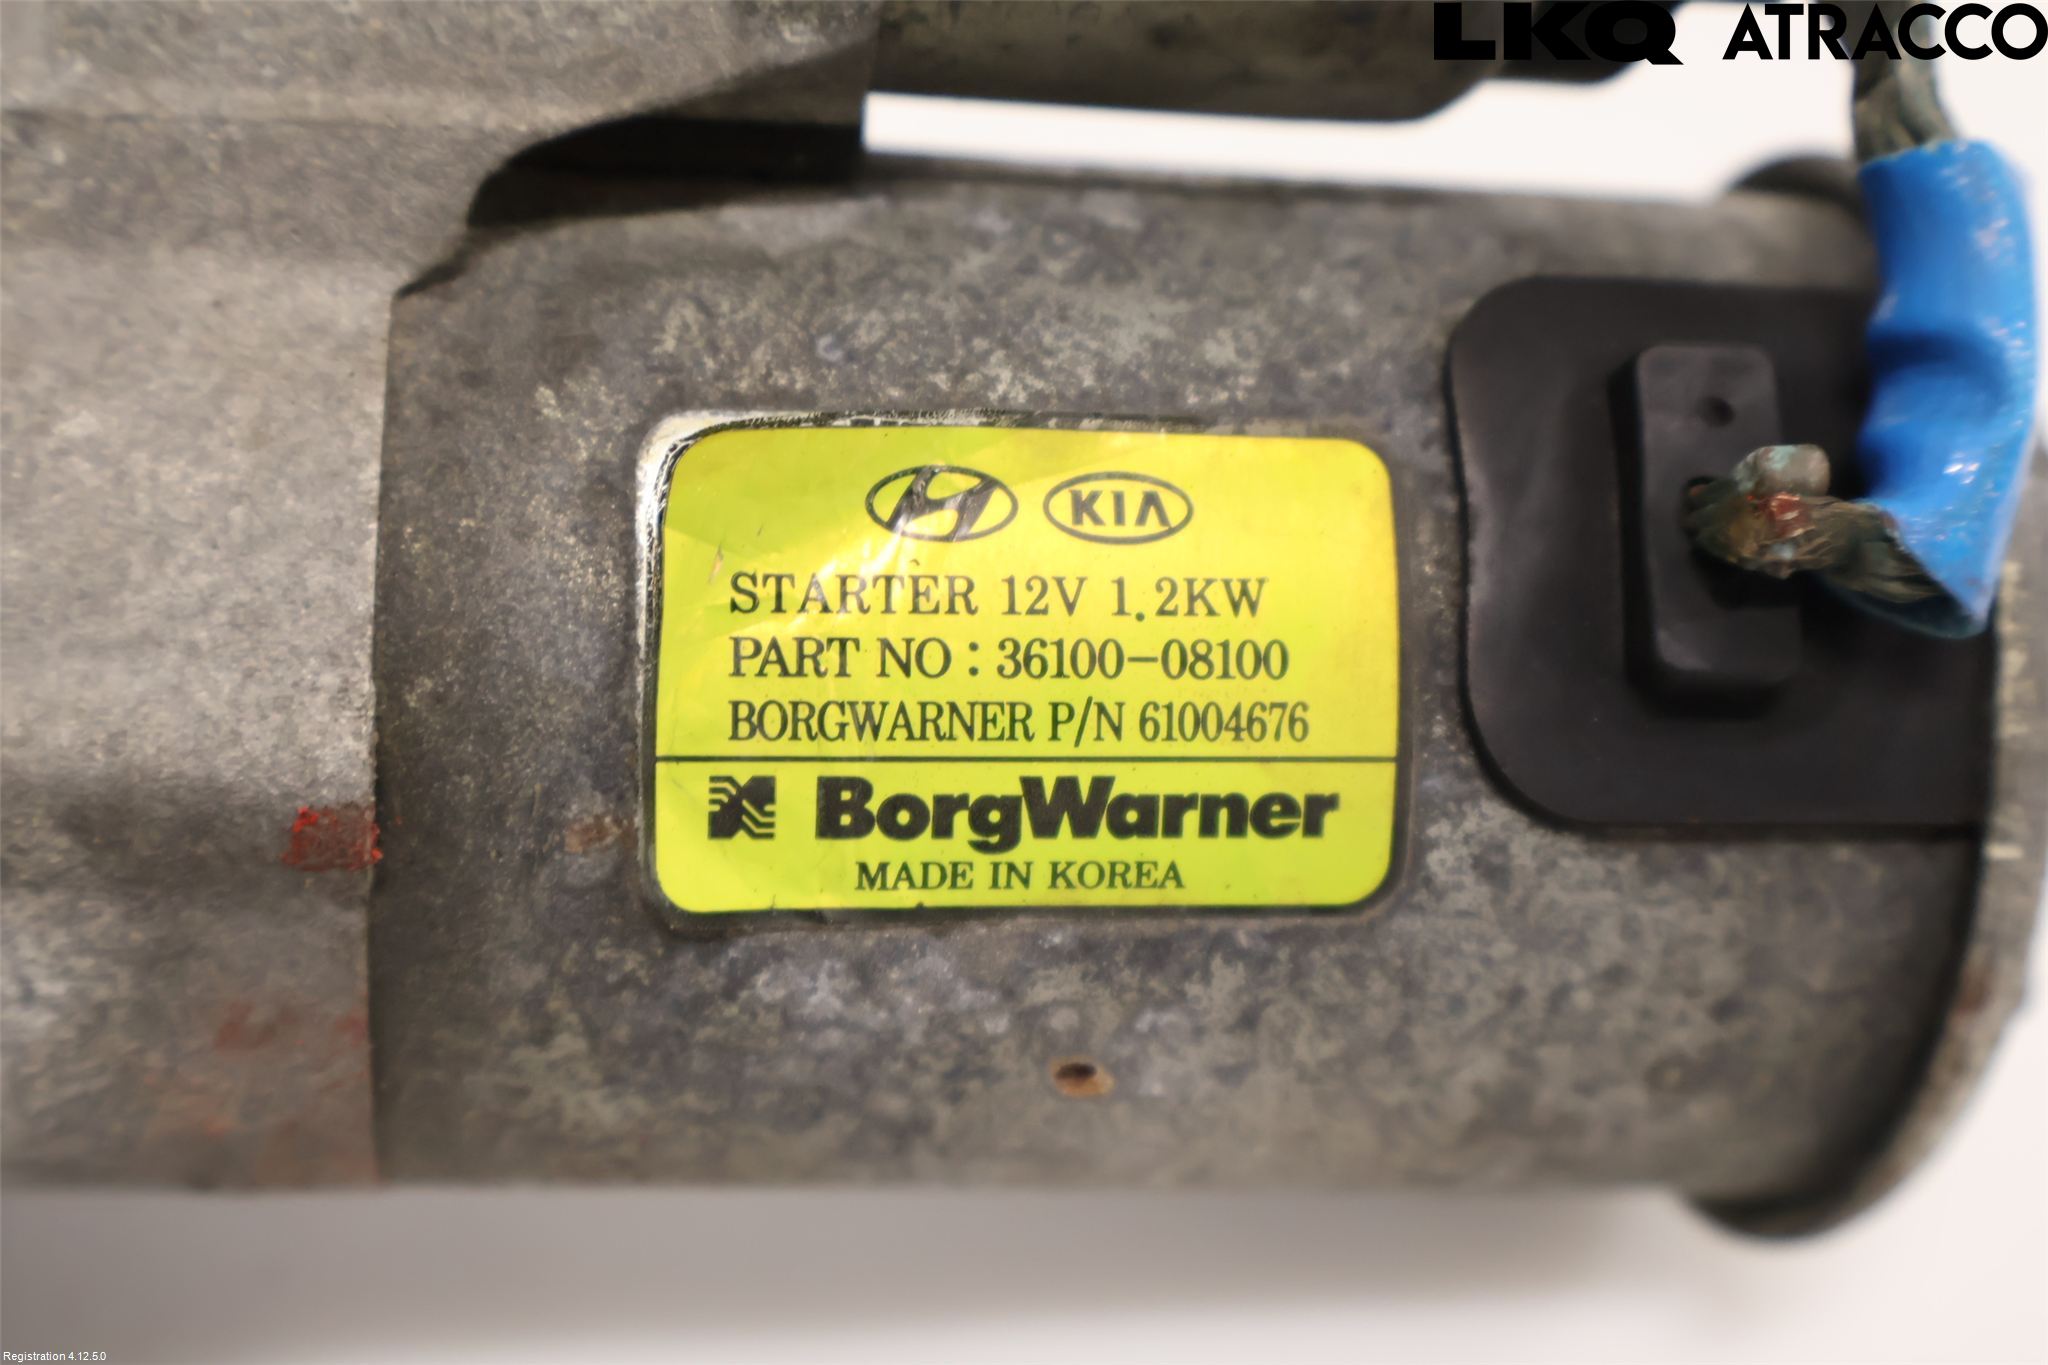 LKQ ATRACCO
KIA
STARTER 12V 1.2KW
PART NO : 36100-08100
BORGWARNER P/N 61004676
BorgWarner
MADE IN KOREA
Registration 4.12.5.0